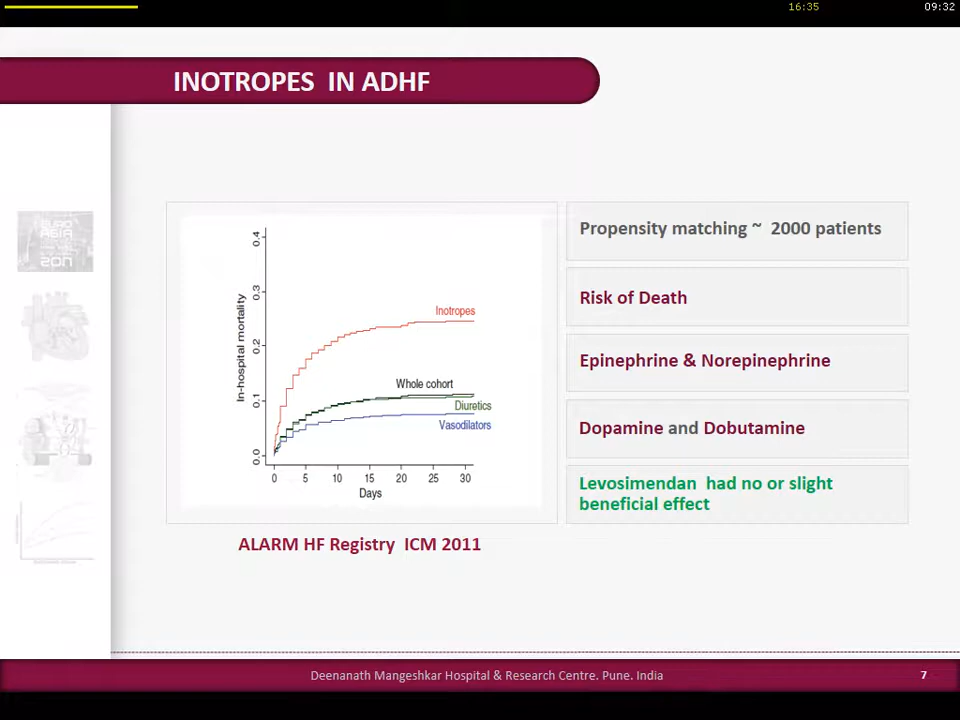 16:35
09:32
INOTROPES IN ADHF
Propensity matching ~ 2000 patients
Risk of Death
Epinephrine & Norepinephrine
Dopamine and Dobutamine
Levosimendan had no or slight
beneficial effect
In-hospital mortality
0.4
0.3
0.2
0.1
0.0
Inotropes
Whole cohort
Diuretics
Vasodilators
0 5 10 15 20 25 30
Days
ALARM HF Registry ICM 2011
Deenanath Mangeshkar Hospital & Research Centre. Pune. India
7